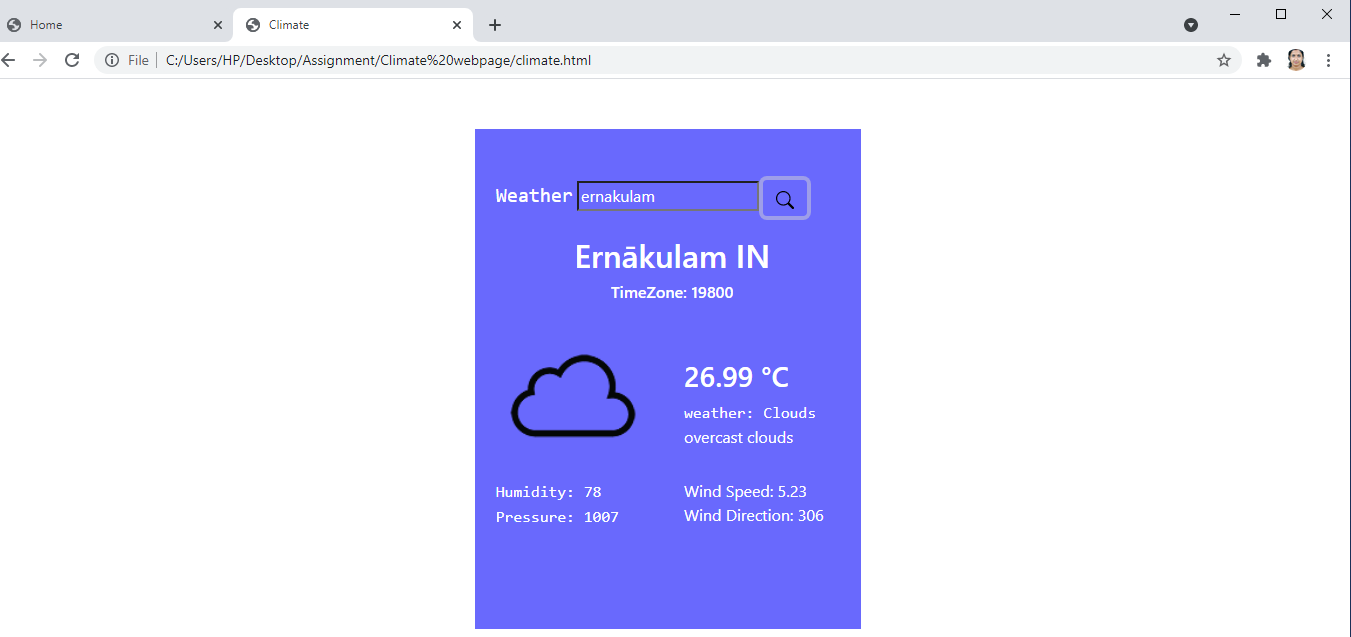 Home
Climate
File
C:/Users/HP/Desktop/Assignment/Climate%20webpage/climate.html
Weather ernakulam
Ernākulam IN
TimeZone: 19800
26.99 °C
weather: Clouds
overcast clouds
Humidity: 78
Pressure: 1007
Wind Speed: 5.23
Wind Direction: 306